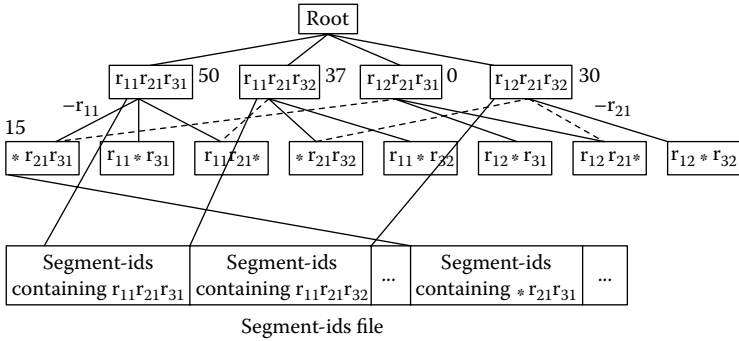 Root
r₁₁r₂₁r₃₁ 50 r₁₁r₂₁r₃₂ 37 r₁₂r₂₁r₃₁ 0 r₁₂r₂₁r₃₂ 30
−r₁₁ −r₂₁
15
* r₂₁r₃₁ r₁₁ * r₃₁ r₁₁r₂₁* * r₂₁r₃₂ r₁₁ * r₃₂ r₁₂ * r₃₁ r₁₂ r₂₁* r₁₂ * r₃₂
Segment-ids Segment-ids Segment-ids
containing r₁₁r₂₁r₃₁ containing r₁₁r₂₁r₃₂ ... containing * r₂₁r₃₁ ...
Segment-ids file